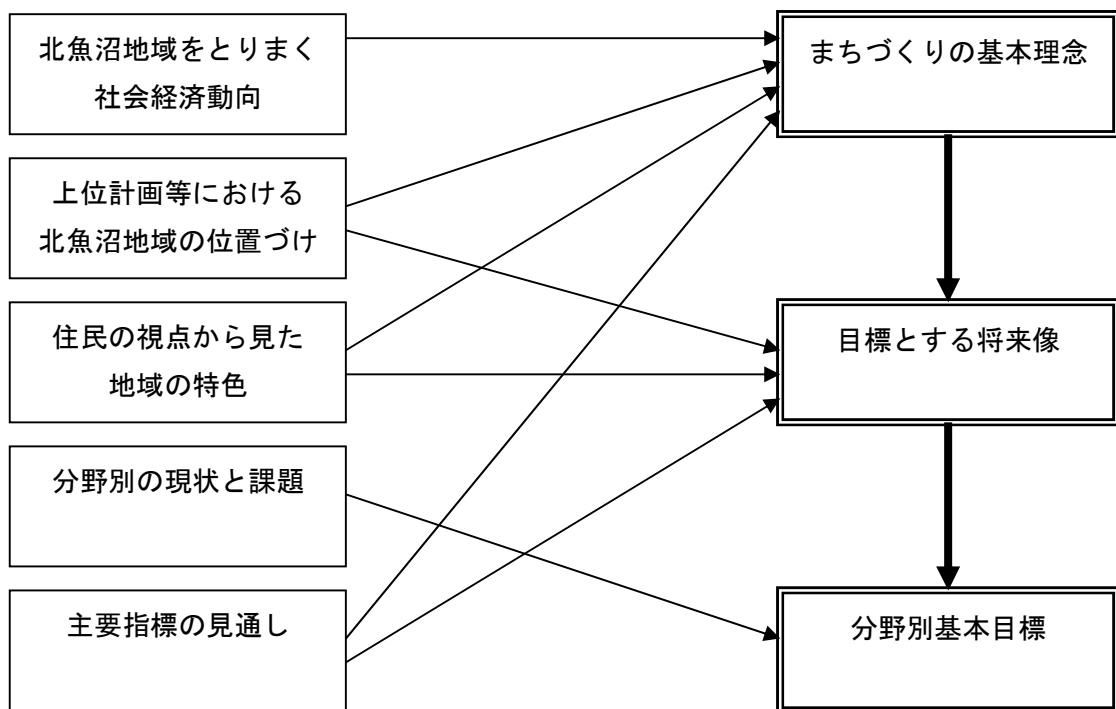 北魚沼地域をとりまく
社会経済動向
上位計画等における
北魚沼地域の位置づけ
住民の視点から見た
地域の特色
分野別の現状と課題
主要指標の見通し
まちづくりの基本理念
目標とする将来像
分野別基本目標